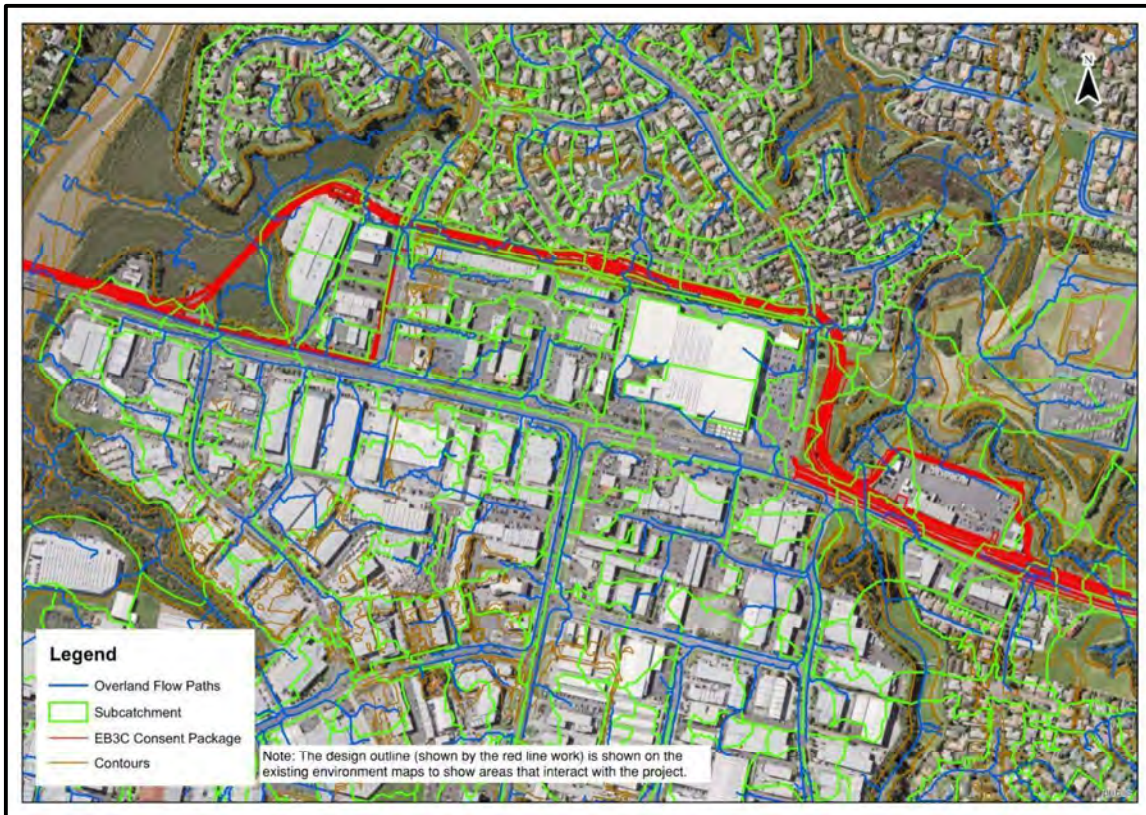 N
Legend
Overland Flow Paths
Subcatchment
EB3C Consent Package
Contours
Note: The design outline (shown by the red line work) is shown on the
existing environment maps to show areas that interact with the project.